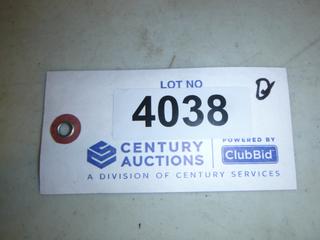 LOT NO
4038
D
CENTURY AUCTIONS
POWERED BY
ClubBid
A DIVISION OF CENTURY SERVICES